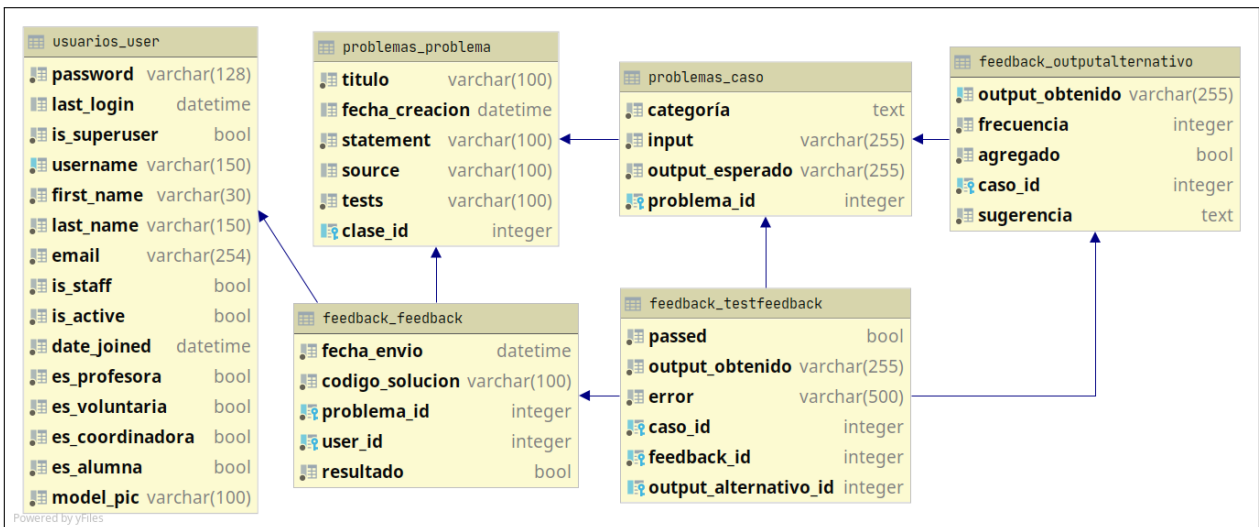 usuarios_user
password varchar(128)
last_login datetime
is_superuser bool
username varchar(150)
first_name varchar(30)
last_name varchar(150)
email varchar(254)
is_staff bool
is_active bool
date_joined datetime
es_profesora bool
es_voluntaria bool
es_coordinadora bool
es_alumna bool
model_pic varchar(100)
problemas_problema
titulo varchar(100)
fecha_creacion datetime
statement varchar(100)
source varchar(100)
tests varchar(100)
clase_id integer
problemas_caso
categoría text
input varchar(255)
output_esperado varchar(255)
problema_id integer
feedback_outputalternativo
output_obtenido varchar(255)
frecuencia integer
agregado bool
caso_id integer
sugerencia text
feedback_feedback
fecha_envio datetime
codigo_solucion varchar(100)
problema_id integer
user_id integer
resultado bool
feedback_testfeedback
passed bool
output_obtenido varchar(255)
error varchar(500)
caso_id integer
feedback_id integer
output_alternativo_id integer
Powered by yFiles